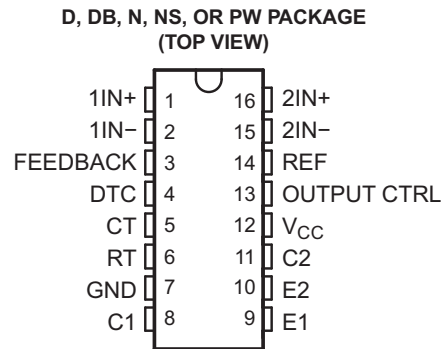 D, DB, N, NS, OR PW PACKAGE
(TOP VIEW)
1IN+ 1 16 2IN+
1IN− 2 15 2IN−
FEEDBACK 3 14 REF
DTC 4 13 OUTPUT CTRL
CT 5 12 VCC
RT 6 11 C2
GND 7 10 E2
C1 8 9 E1